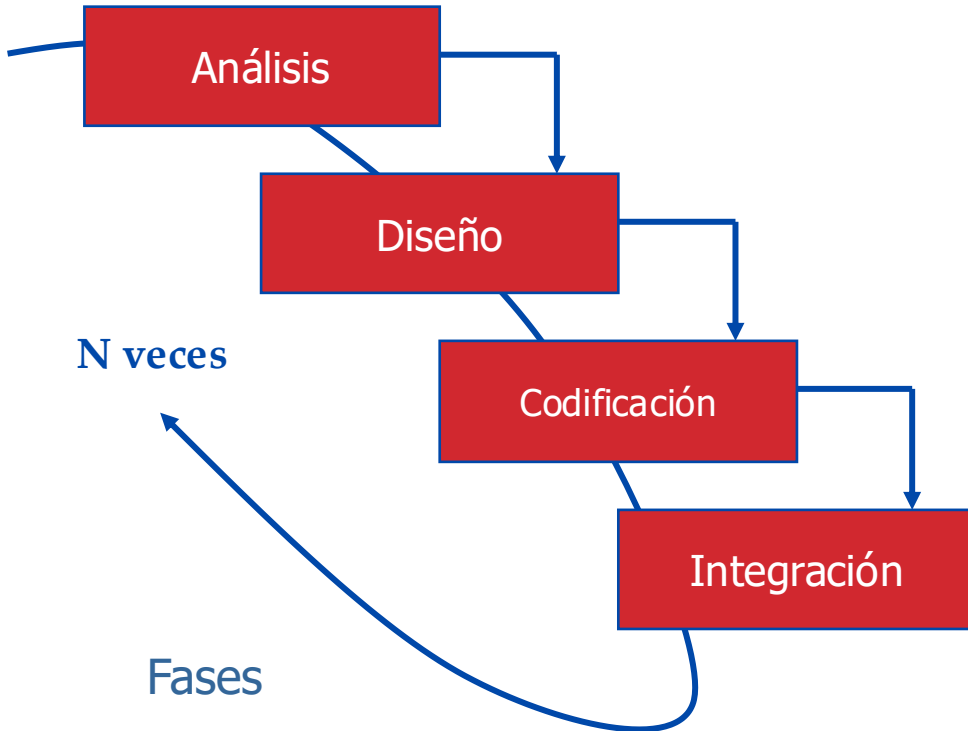 Análisis
Diseño
N veces
Codificación
Integración
Fases